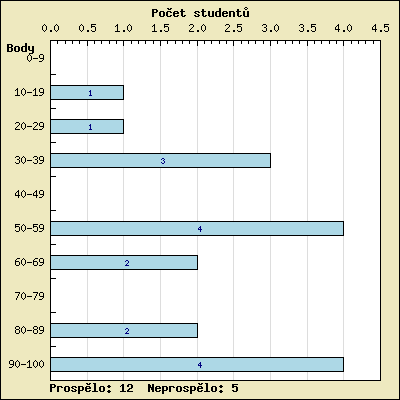 Počet studentů
0.0 0.5 1.0 1.5 2.0 2.5 3.0 3.5 4.0 4.5
Body
0-9
10-19 1
20-29 1
30-39 3
40-49
50-59 4
60-69 2
70-79
80-89 2
90-100 4
Prospělo: 12 Neprospělo: 5